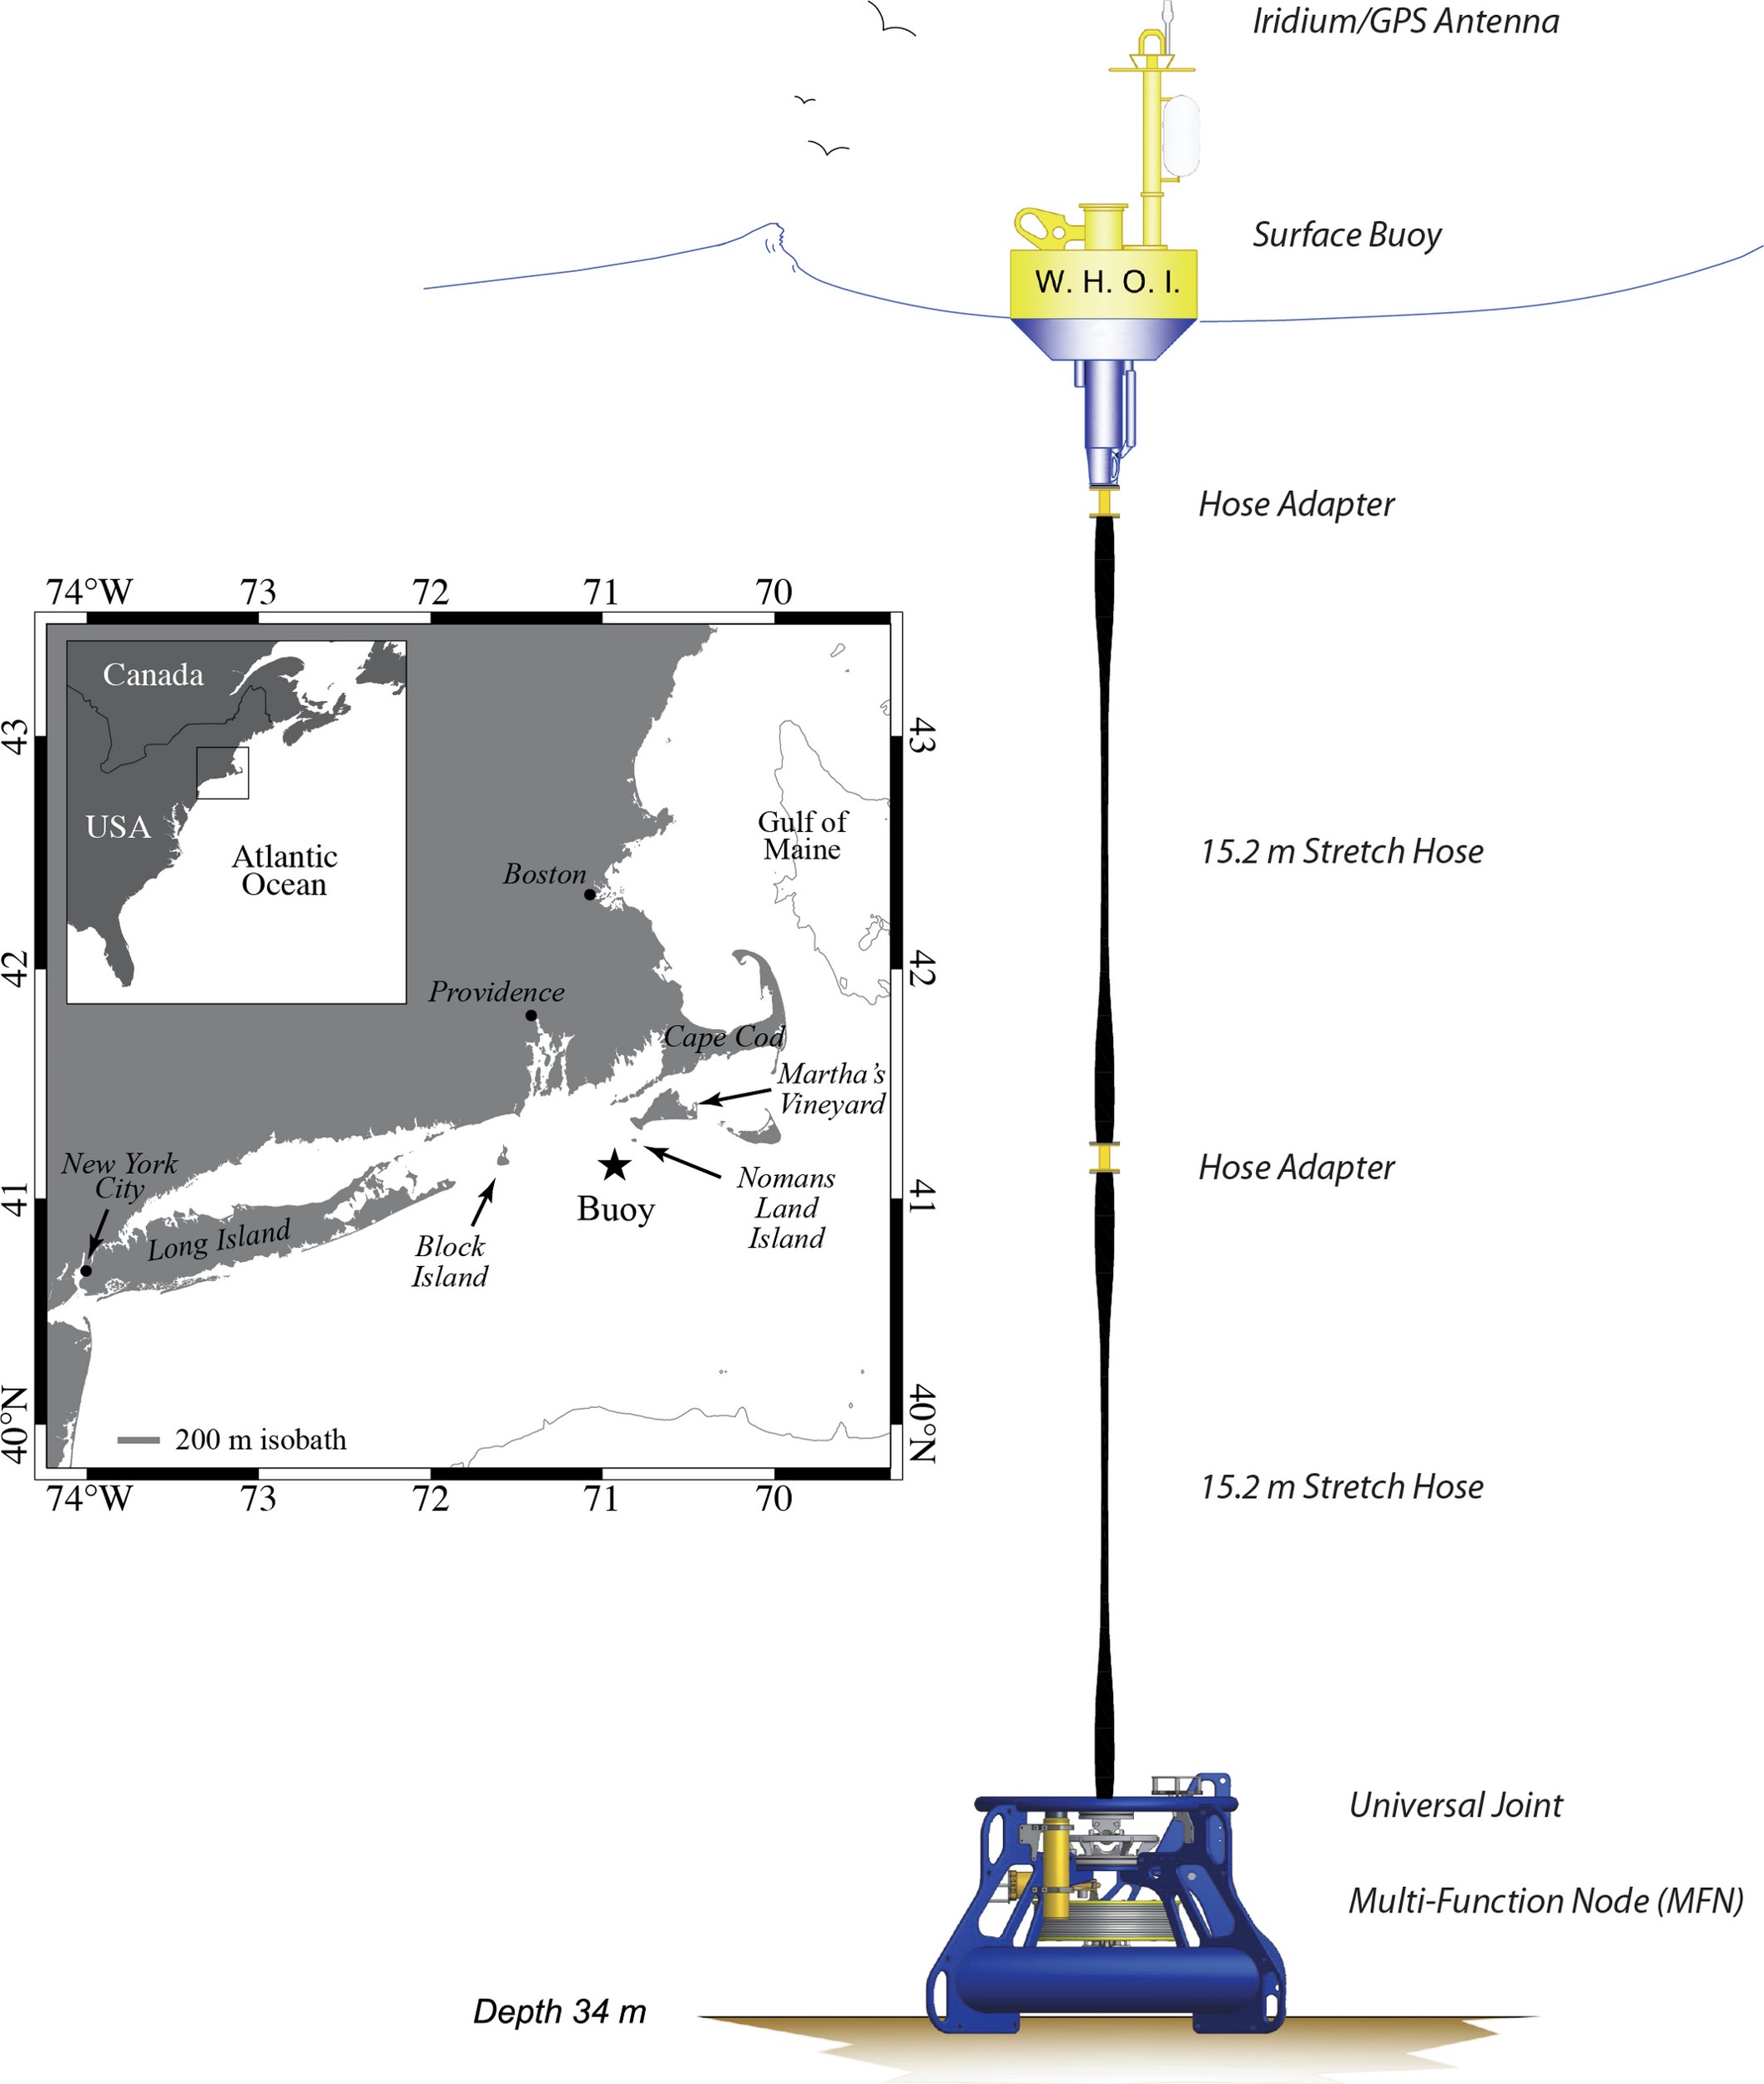 Iridium/GPS Antenna
Surface Buoy
W. H. O. I.
Hose Adapter
15.2 m Stretch Hose
Hose Adapter
15.2 m Stretch Hose
Universal Joint
Multi-Function Node (MFN)
Depth 34 m
74°W 73 72 71 70
43
42
41
40°N
Canada
USA
Atlantic
Ocean
Gulf of
Maine
Boston
Providence
Cape Cod
Martha's
Vineyard
New York
City
Long Island
Block
Island
Buoy
Nomans
Land
Island
200 m isobath
43
42
41
40°N
74°W 73 72 71 70